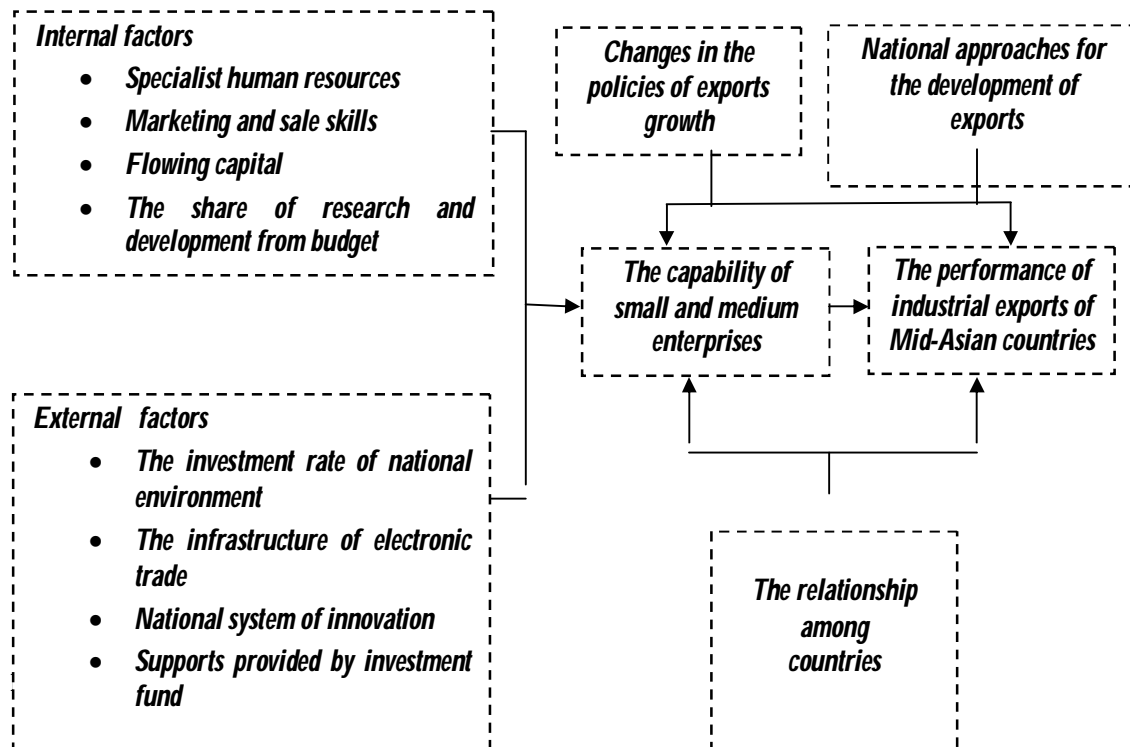 Internal factors
• Specialist human resources
• Marketing and sale skills
• Flowing capital
• The share of research and
development from budget
Changes in the
policies of exports
growth
National approaches for
the development of
exports
The capability of
small and medium
enterprises
The performance of
industrial exports of
Mid-Asian countries
External factors
• The investment rate of national
environment
• The infrastructure of electronic
trade
• National system of innovation
• Supports provided by investment
fund
The relationship
among
countries